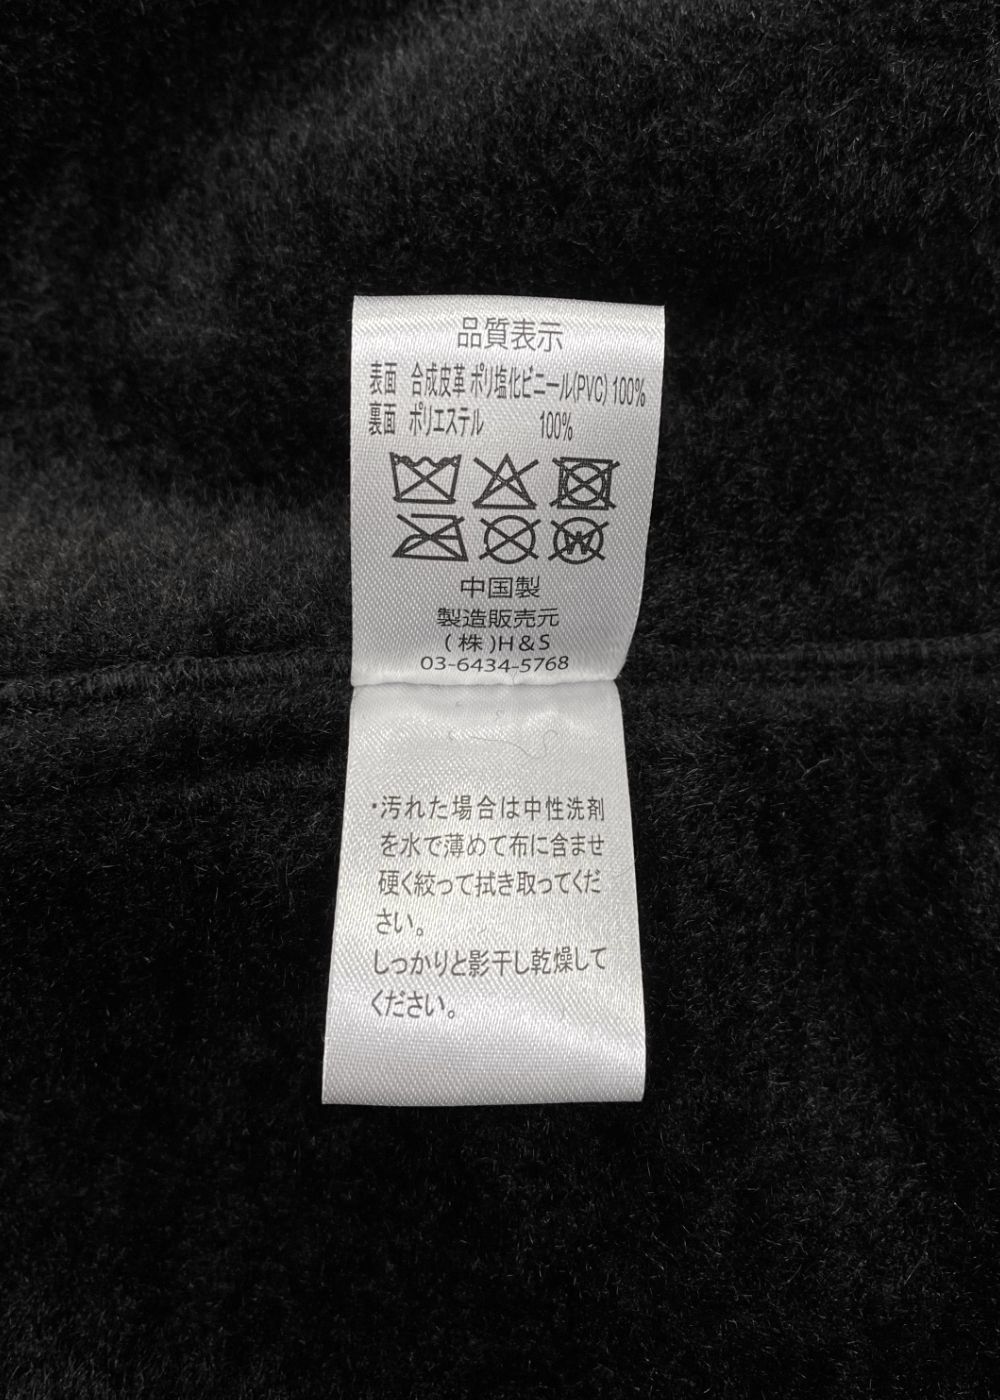 品質表示
表面 合成皮革 ポリ塩化ビニール(PVC) 100%
裏面 ポリエステル 100%
W
中国製
製造販売元
(株)H&S
03-6434-5768
・汚れた場合は中性洗剤
を水で薄めて布に含ませ
硬く絞って拭き取ってくだ
さい。
しっかりと影干し乾燥して
ください。